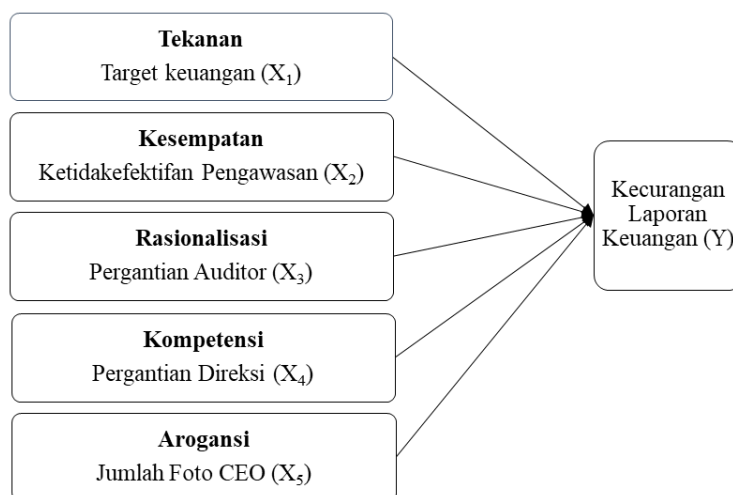 Tekanan
Target keuangan (X₁)
Kesempatan
Ketidakefektifan Pengawasan (X₂)
Rasionalisasi
Pergantian Auditor (X₃)
Kompetensi
Pergantian Direksi (X₄)
Arogansi
Jumlah Foto CEO (X₅)
Kecurangan
Laporan
Keuangan (Y)